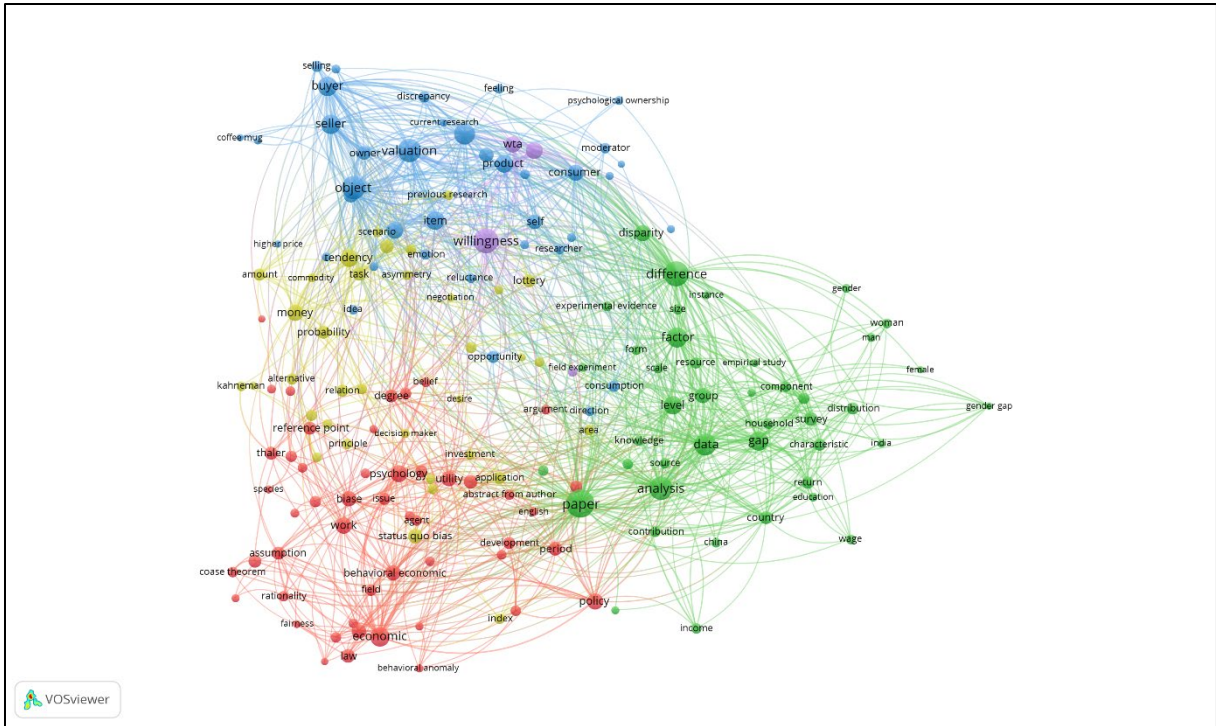 selling
buyer
feeling
discrepancy
psychological ownership
seller
current research
coffee mug
wta
moderator
owner
valuation
product
consumer
object
previous research
item
self
scenario
disparity
willingness
higher price
researcher
tendency
emotion
amount
task
asymmetry
reluctance
lottery
difference
commodity
gender
negotiation
instance
idea
experimental evidence
size
money
woman
probability
factor
man
form
opportunity
resource
empirical study
scale
field experiment
female
kahneman
alternative
belief
consumption
component
relation
degree
desire
group
gender gap
argument
direction
level
distribution
household
survey
reference point
decision maker
area
knowledge
data
gap
characteristic
india
principle
thaler
investment
source
psychology
utility
application
return
species
analysis
education
biase
issue
abstract from author
paper
english
country
agent
work
status quo bias
contribution
wage
development
period
china
assumption
coase theorem
behavioral economic
field
rationality
policy
index
fairness
income
economic
law
behavioral anomaly
VOSviewer